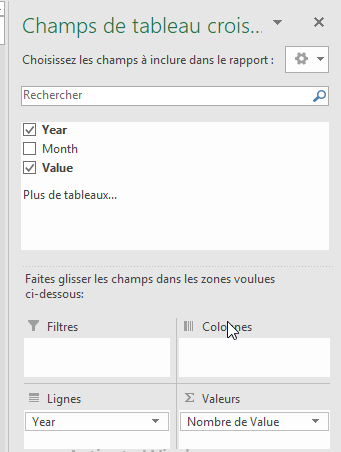 Champs de tableau crois...
Choisissez les champs à inclure dans le rapport :
Rechercher
Year
Month
Value
Plus de tableaux...
Faites glisser les champs dans les zones voulues
ci-dessous:
Filtres
Colonnes
Lignes
Σ Valeurs
Year
Nombre de Value